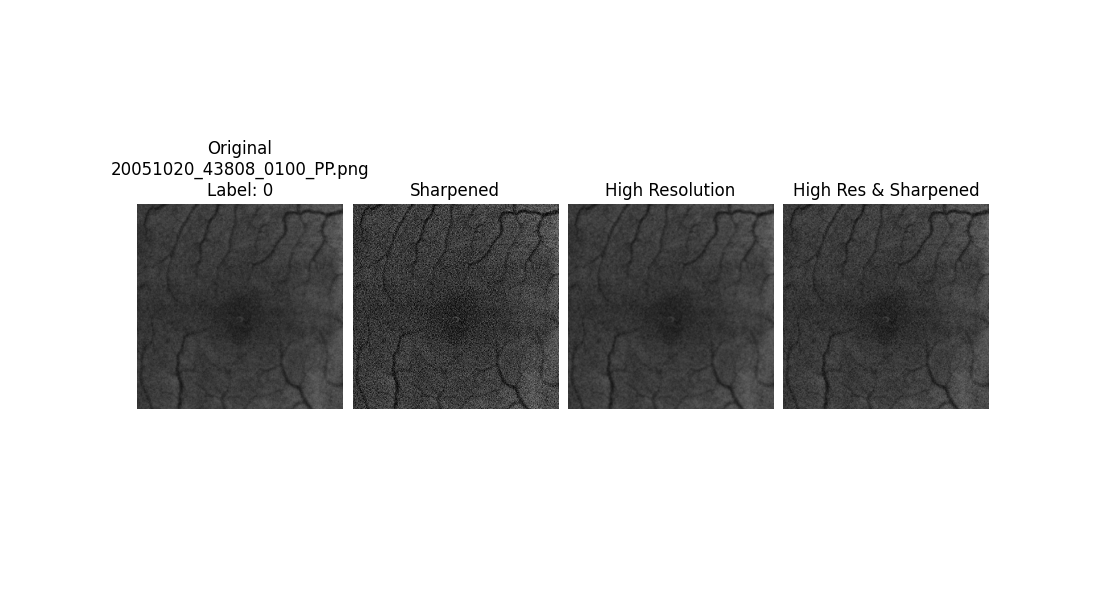 Original
20051020_43808_0100_PP.png
Label: 0
Sharpened
High Resolution
High Res & Sharpened